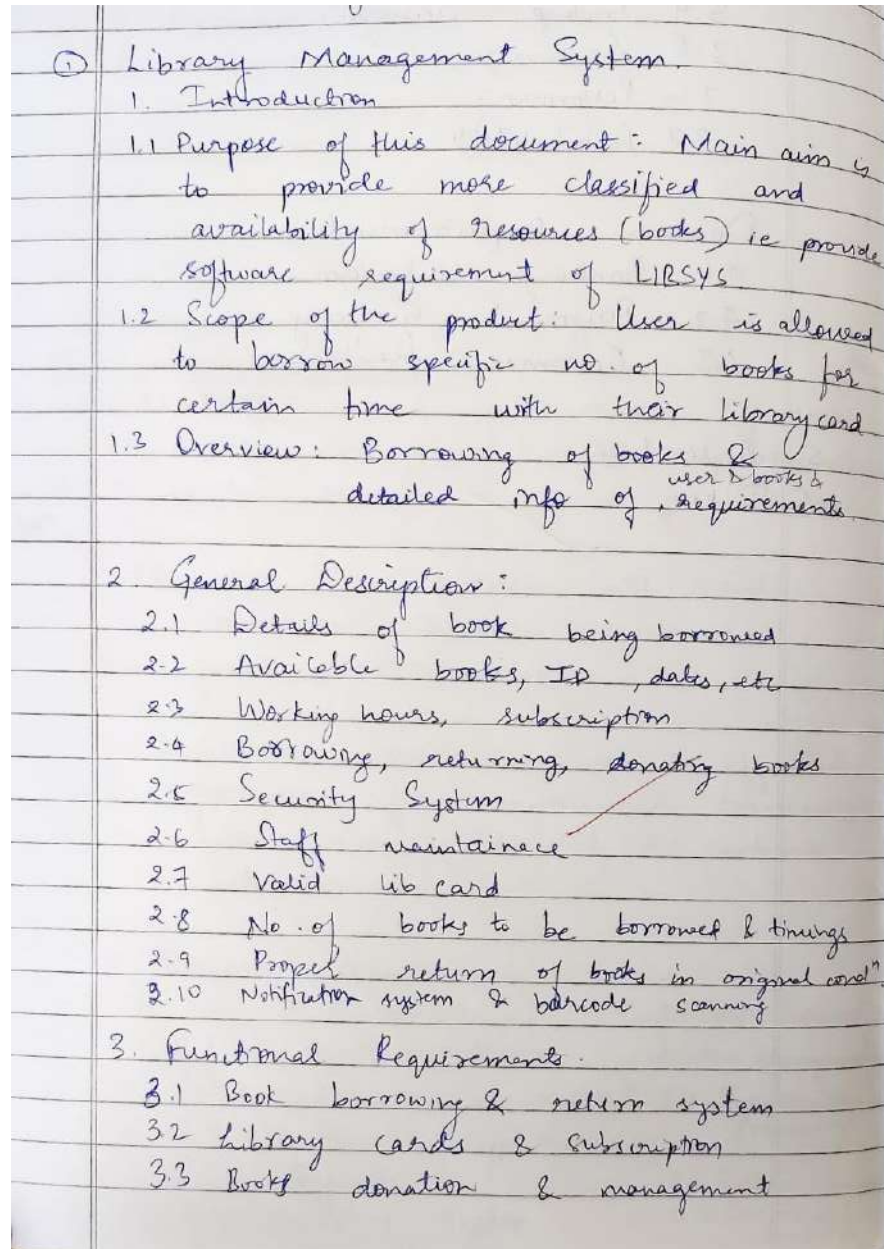 ① Library Management System.
1. Introduction
1.1 Purpose of this document : Main aim is
to provide more classified and
availability of resources (books) ie provide
software requirement of LIBSYS
1.2 Scope of the product : User is allowed
to borrow specific no. of books for
certain time with their library card
1.3 Overview : Borrowing of books &
user & books &
detailed info of , requirements.
2. General Description :
2.1 Details of book being borrowed
2.2 Available books, ID , dates, etc
2.3 Working hours, subscription
2.4 Borrowing, returning, donating books
2.5 Security System
2.6 Staff maintainace
2.7 Valid lib card
2.8 No. of books to be borrowed & timings
2.9 Proper return of books in original condⁿ.
2.10 Notification system & barcode scanning
3. Functional Requirements.
3.1 Book borrowing & return system
3.2 Library cards & subscription
3.3 Books donation & management